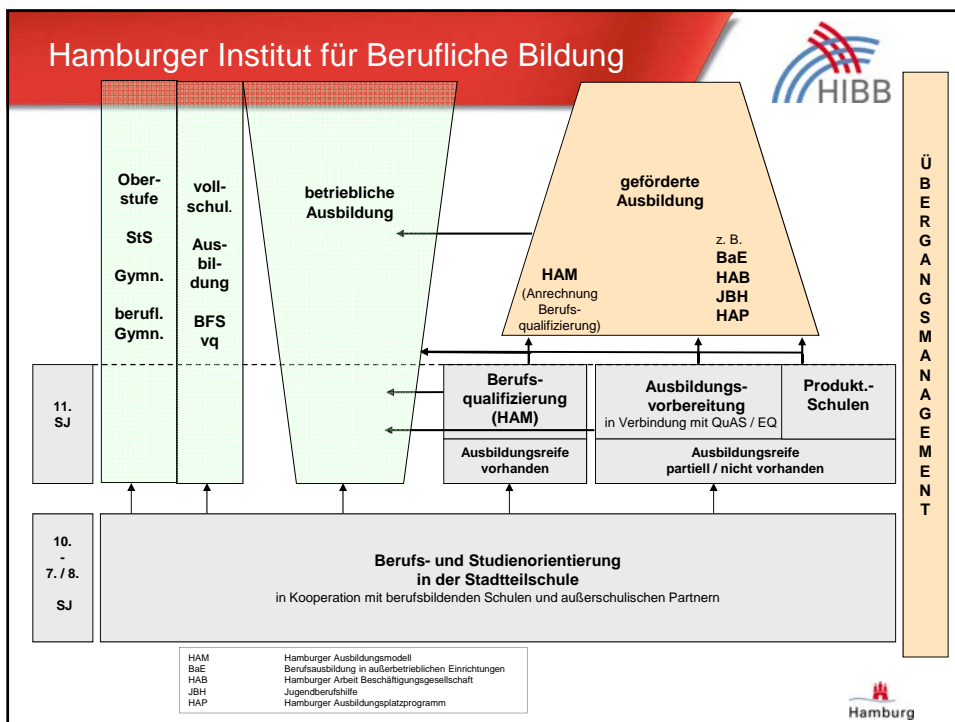 Hamburger Institut für Berufliche Bildung
HIBB
Ober-
stufe
StS
Gymn.
berufl.
Gymn.
voll-
schul.
Aus-
bil-
dung
BFS
vq
betriebliche
Ausbildung
geförderte
Ausbildung
HAM
(Anrechnung
Berufs-
qualifizierung)
z. B.
BaE
HAB
JBH
HAP
Ü
B
E
R
G
A
N
G
S
M
A
N
A
G
E
M
E
N
T
11.
SJ
Berufs-
qualifizierung
(HAM)
Ausbildungsreife
vorhanden
Ausbildungs-
vorbereitung
in Verbindung mit QuAS / EQ
Produkt.-
Schulen
Ausbildungsreife
partiell / nicht vorhanden
10.
-
7. / 8.
SJ
Berufs- und Studienorientierung
in der Stadtteilschule
in Kooperation mit berufsbildenden Schulen und außerschulischen Partnern
HAM Hamburger Ausbildungsmodell
BaE Berufsausbildung in außerbetrieblichen Einrichtungen
HAB Hamburger Arbeit Beschäftigungsgesellschaft
JBH Jugendberufshilfe
HAP Hamburger Ausbildungsplatzprogramm
Hamburg